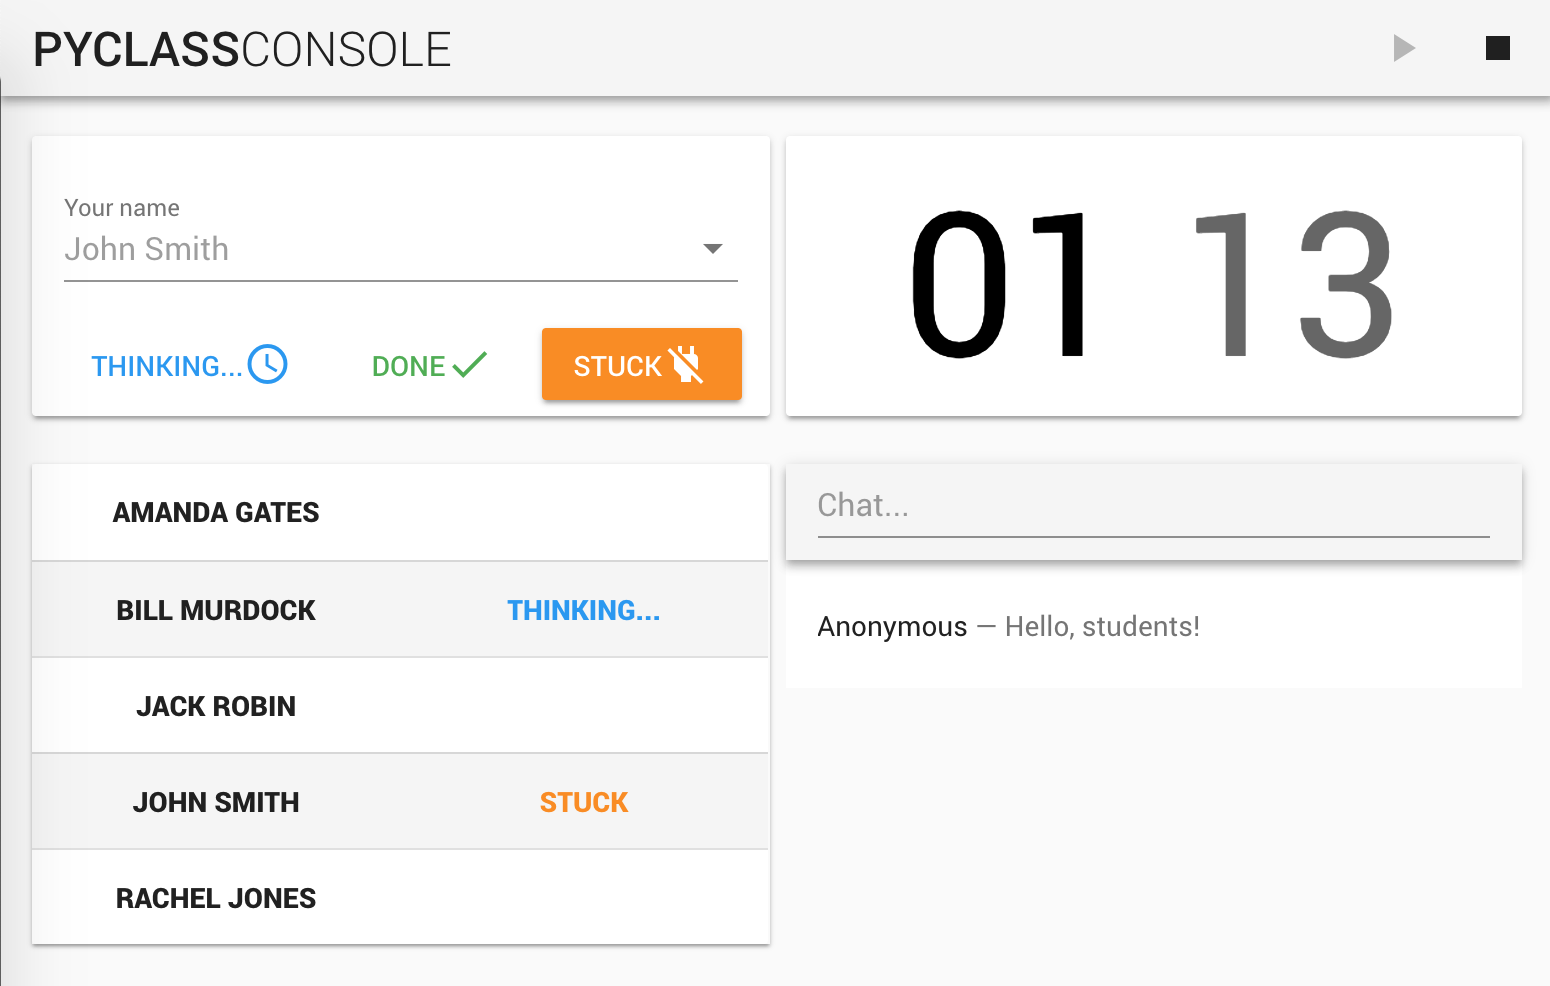 PYCLASSCONSOLE
Your name
John Smith
THINKING...
DONE
STUCK
01 13
AMANDA GATES
BILL MURDOCK THINKING...
JACK ROBIN
JOHN SMITH STUCK
RACHEL JONES
Chat...
Anonymous — Hello, students!